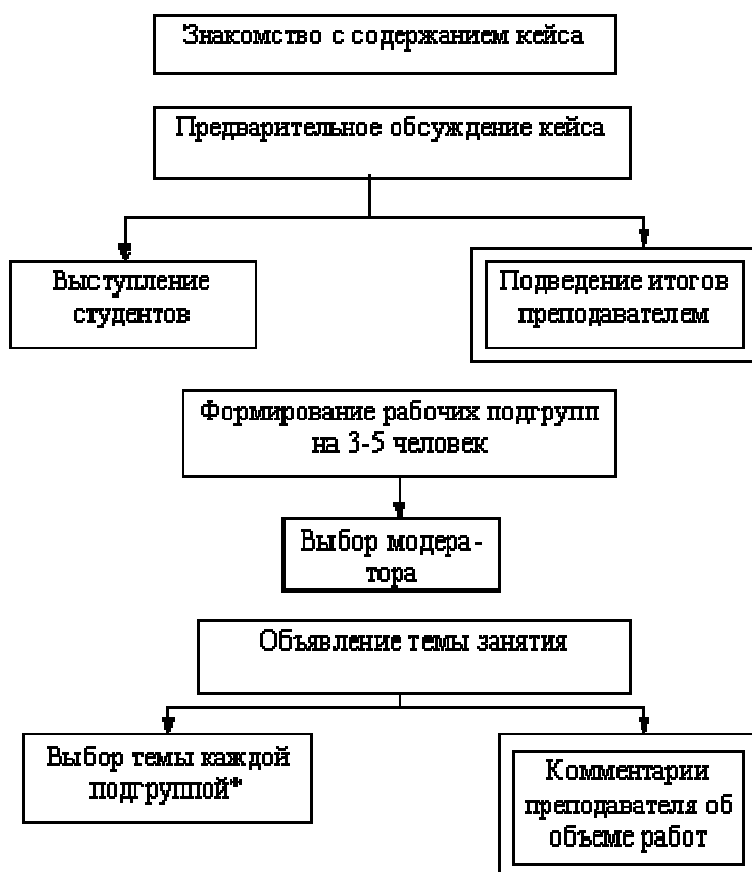 Знакомство с содержанием кейса
Предварительное обсуждение кейса
Выступление
студентов
Подведение итогов
преподавателем
Формирование рабочих подгрупп
на 3-5 человек
Выбор модера-
тора
Объявление темы занятия
Выбор темы каждой
подгруппой*
Комментарии
преподавателя об
объеме работ